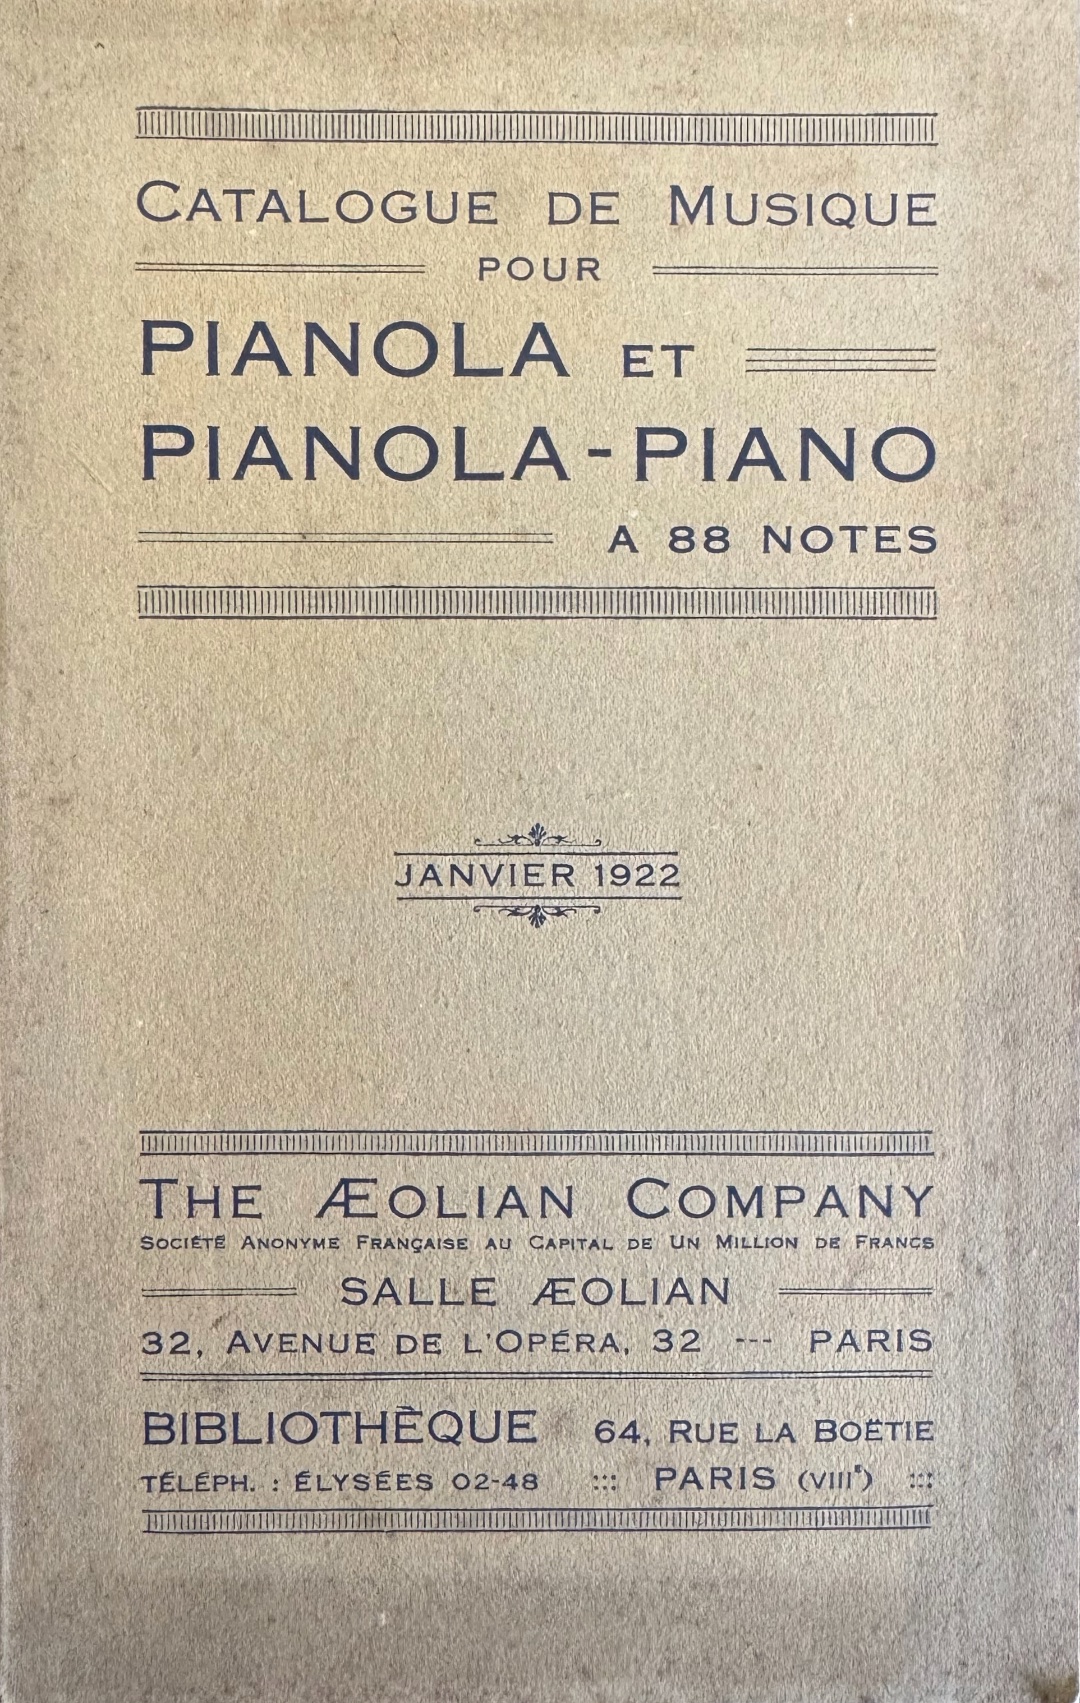 CATALOGUE DE MUSIQUE
POUR
PIANOLA ET
PIANOLA-PIANO
A 88 NOTES
JANVIER 1922
THE ÆOLIAN COMPANY
SOCIÉTÉ ANONYME FRANÇAISE AU CAPITAL DE UN MILLION DE FRANCS
SALLE ÆOLIAN
32, AVENUE DE L'OPÉRA, 32 --- PARIS
BIBLIOTHÈQUE 64, RUE LA BOËTIE
TÉLÉPH. : ÉLYSÉES 02-48 ::: PARIS (VIIIᵉ) :::